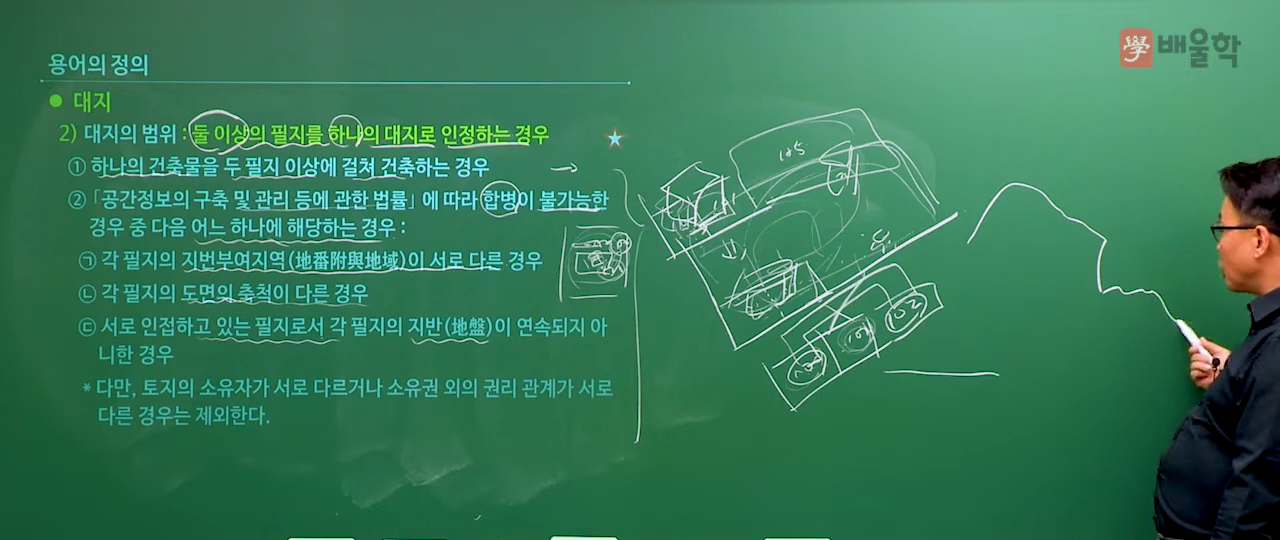 學 배울학
용어의 정의
● 대지
2) 대지의 범위 : 둘 이상의 필지를 하나의 대지로 인정하는 경우
① 하나의 건축물을 두 필지 이상에 걸쳐 건축하는 경우
② 「공간정보의 구축 및 관리 등에 관한 법률」에 따라 합병이 불가능한
경우 중 다음 어느 하나에 해당하는 경우 :
㉠ 각 필지의 지번부여지역(地番附與地域)이 서로 다른 경우
㉡ 각 필지의 도면의 축척이 다른 경우
㉢ 서로 인접하고 있는 필지로서 각 필지의 지반(地盤)이 연속되지 아
니한 경우
* 다만, 토지의 소유자가 서로 다르거나 소유권 외의 권리 관계가 서로
다른 경우는 제외한다.